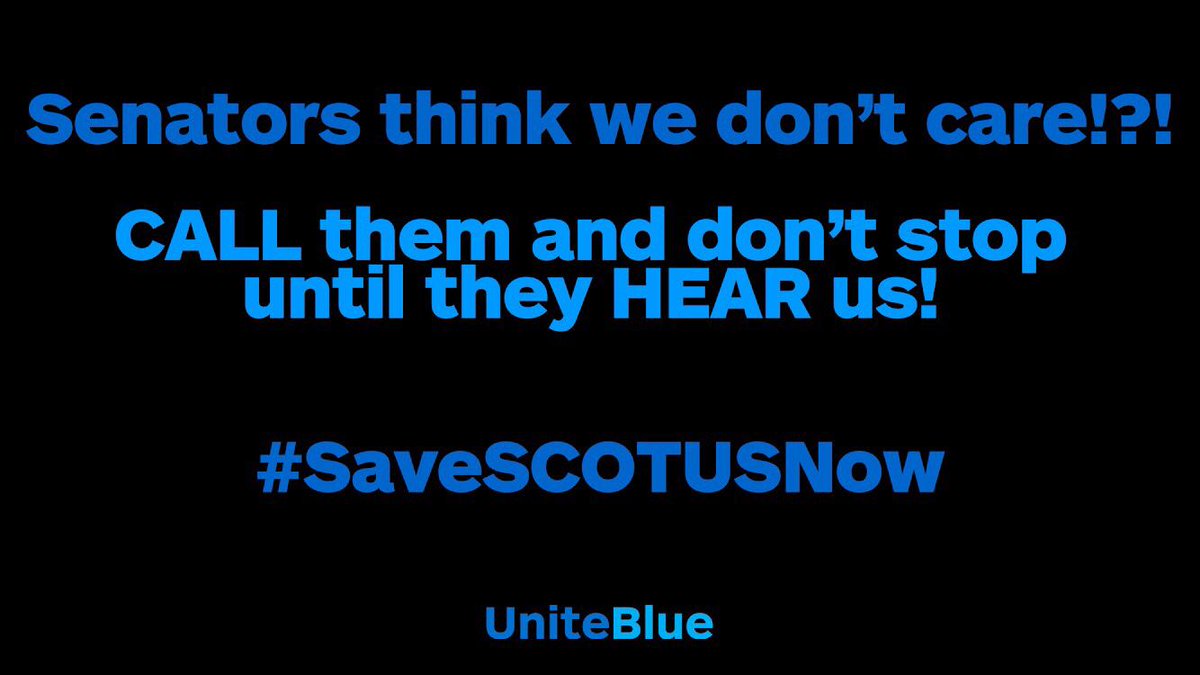 Senators think we don’t care!?!
CALL them and don’t stop
until they HEAR us!
#SaveSCOTUSNow
UniteBlue